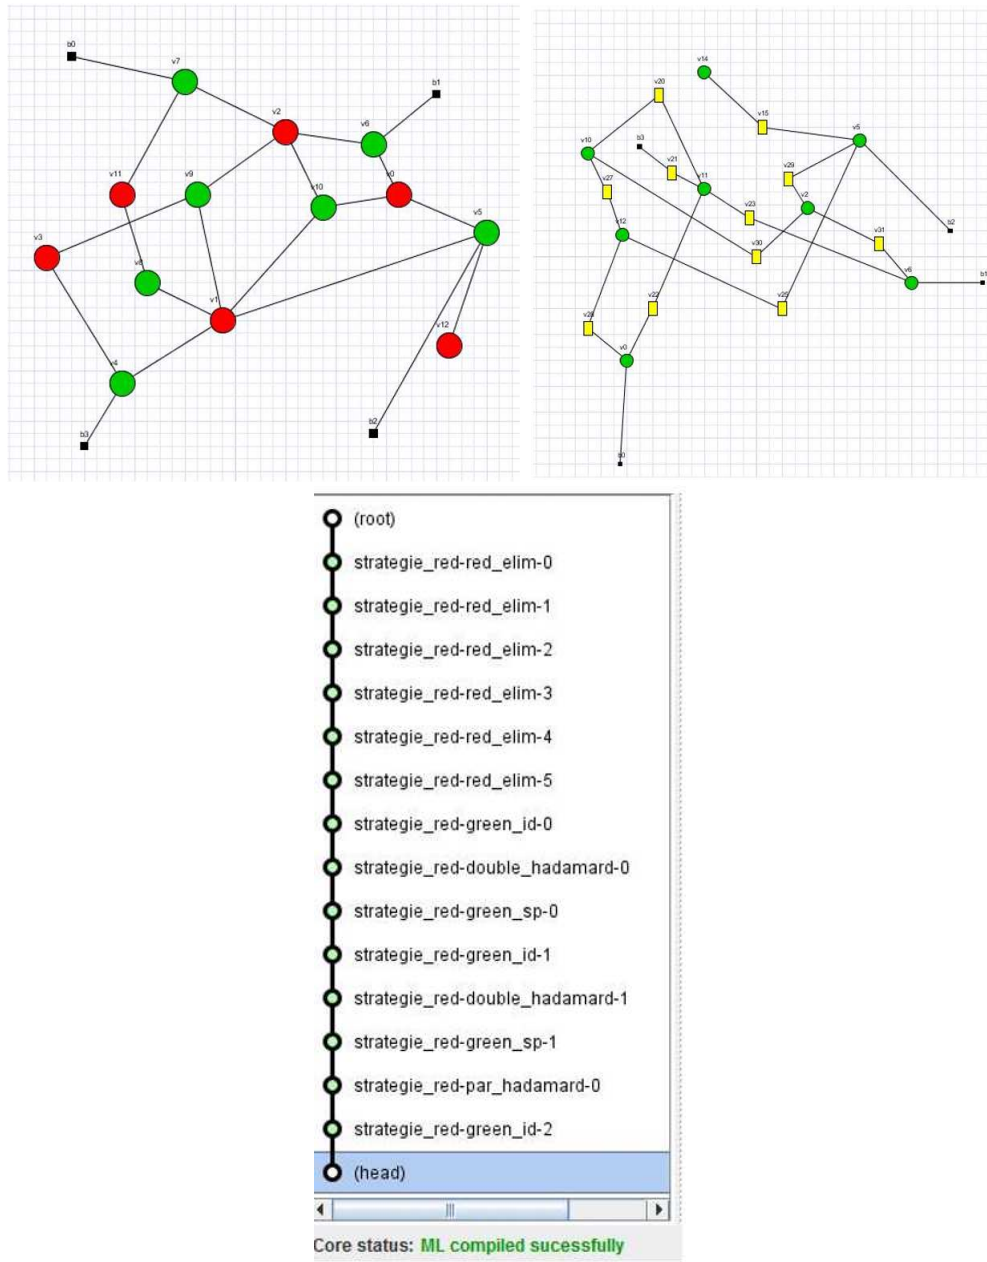 b0
v7
b1
v2
v6
v11
v9
v10
v0
v3
v5
v8
v1
v12
v4
b3
b2
v14
v20
v15
v10
b3
v5
v21
v11
v29
v27
v2
v23
v12
b2
v31
v30
v6
b1
v22
v25
v0
b0
(root)
strategie_red-red_elim-0
strategie_red-red_elim-1
strategie_red-red_elim-2
strategie_red-red_elim-3
strategie_red-red_elim-4
strategie_red-red_elim-5
strategie_red-green_id-0
strategie_red-double_hadamard-0
strategie_red-green_sp-0
strategie_red-green_id-1
strategie_red-double_hadamard-1
strategie_red-green_sp-1
strategie_red-par_hadamard-0
strategie_red-green_id-2
(head)
Core status: ML compiled sucessfully